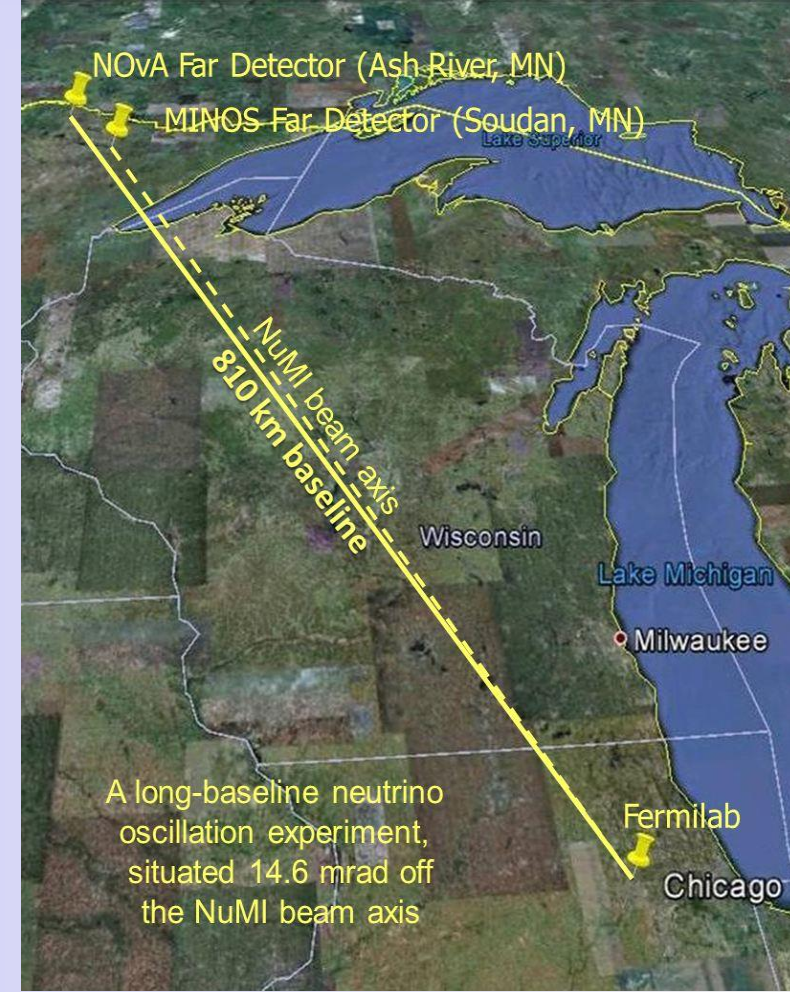 NOvA Far Detector (Ash River, MN)
MINOS Far Detector (Soudan, MN)
Lake Superior
NuMI beam axis
810 km baseline
Wisconsin
Lake Michigan
Milwaukee
A long-baseline neutrino
oscillation experiment,
situated 14.6 mrad off
the NuMI beam axis
Fermilab
Chicago